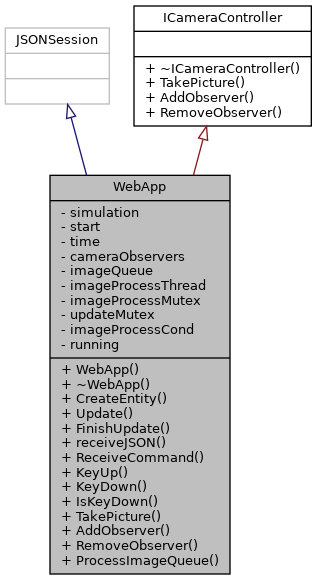 JSONSession
ICameraController
+ ~ICameraController()
+ TakePicture()
+ AddObserver()
+ RemoveObserver()
WebApp
- simulation
- start
- time
- cameraObservers
- imageQueue
- imageProcessThread
- imageProcessMutex
- updateMutex
- imageProcessCond
- running
+ WebApp()
+ ~WebApp()
+ CreateEntity()
+ Update()
+ FinishUpdate()
+ receiveJSON()
+ ReceiveCommand()
+ KeyUp()
+ KeyDown()
+ IsKeyDown()
+ TakePicture()
+ AddObserver()
+ RemoveObserver()
+ ProcessImageQueue()